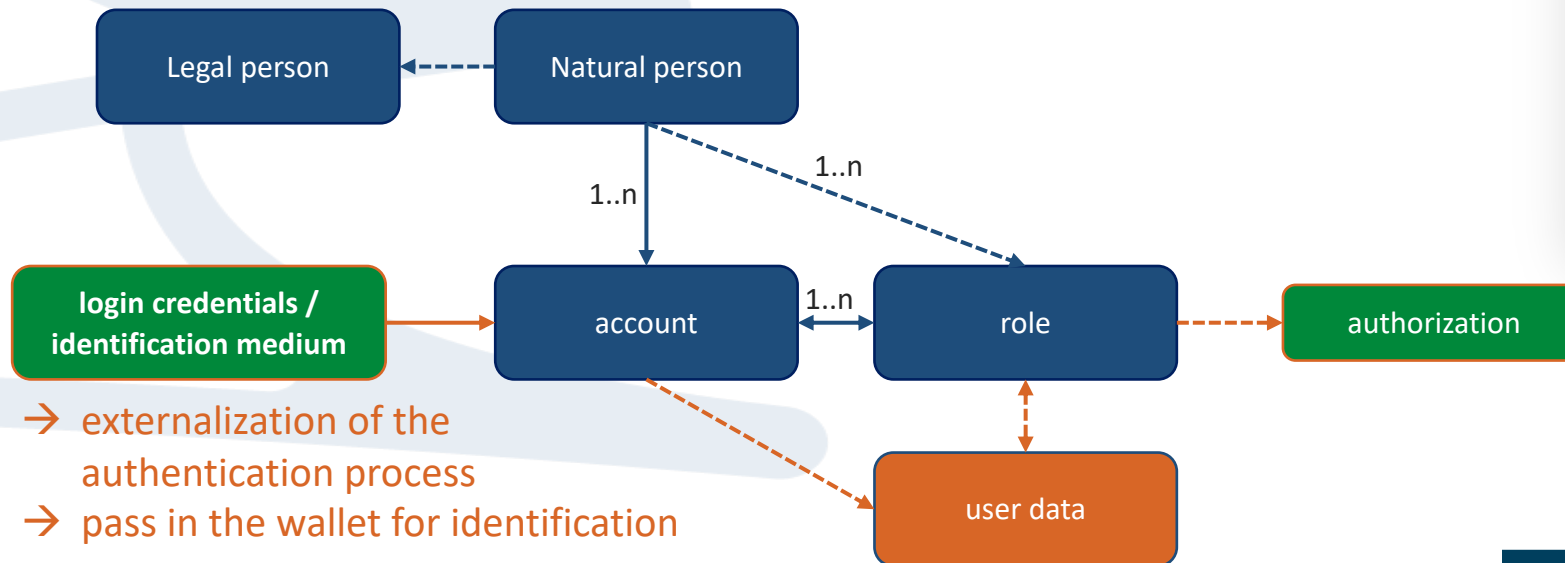 Legal person
Natural person
1..n
1..n
login credentials /
identification medium
account
1..n
role
authorization
→ externalization of the
authentication process
→ pass in the wallet for identification
user data